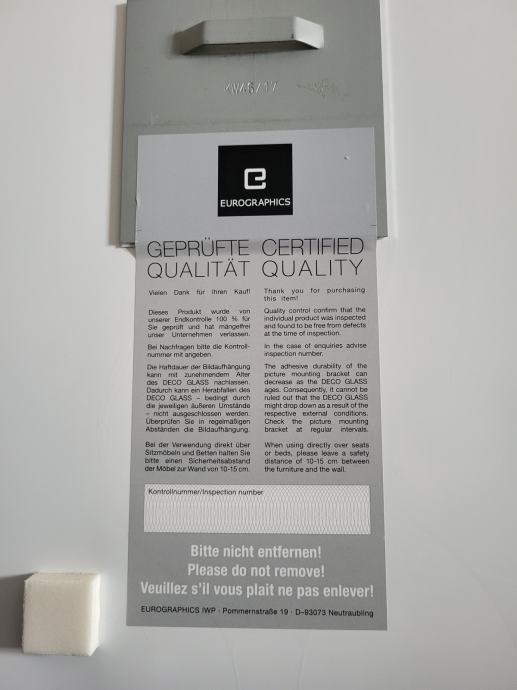 KW46/17
e
EUROGRAPHICS
GEPRÜFTE
QUALITÄT
Vielen Dank für Ihren Kauf!
Dieses Produkt wurde von
unserer Endkontrolle 100 % für
Sie geprüft und hat mängelfrei
unser Unternehmen verlassen.
Bei Nachfragen bitte die Kontroll-
nummer mit angeben.
Die Haftdauer der Bildaufhängung
kann mit zunehmendem Alter
des DECO GLASS nachlassen.
Dadurch kann ein Herabfallen des
DECO GLASS – bedingt durch
die jeweiligen äußeren Umstände
– nicht ausgeschlossen werden.
Überprüfen Sie in regelmäßigen
Abständen die Bildaufhängung.
Bei der Verwendung direkt über
Sitzmöbeln und Betten halten Sie
bitte einen Sicherheitsabstand
der Möbel zur Wand von 10-15 cm.
CERTIFIED
QUALITY
Thank you for purchasing
this item!
Quality control confirm that the
individual product was inspected
and found to be free from defects
at the time of inspection.
In the case of enquiries advise
inspection number.
The adhesive durability of the
picture mounting bracket can
decrease as the DECO GLASS
ages. Consequently, it cannot be
ruled out that the DECO GLASS
might drop down as a result of the
respective external conditions.
Check the picture mounting
bracket at regular intervals.
When using directly over seats
or beds, please leave a safety
distance of 10-15 cm between
the furniture and the wall.
Kontrollnummer/Inspection number
Bitte nicht entfernen!
Please do not remove!
Veuillez s'il vous plait ne pas enlever!
EUROGRAPHICS IWP · Pommernstraße 19 · D-93073 Neutraubling